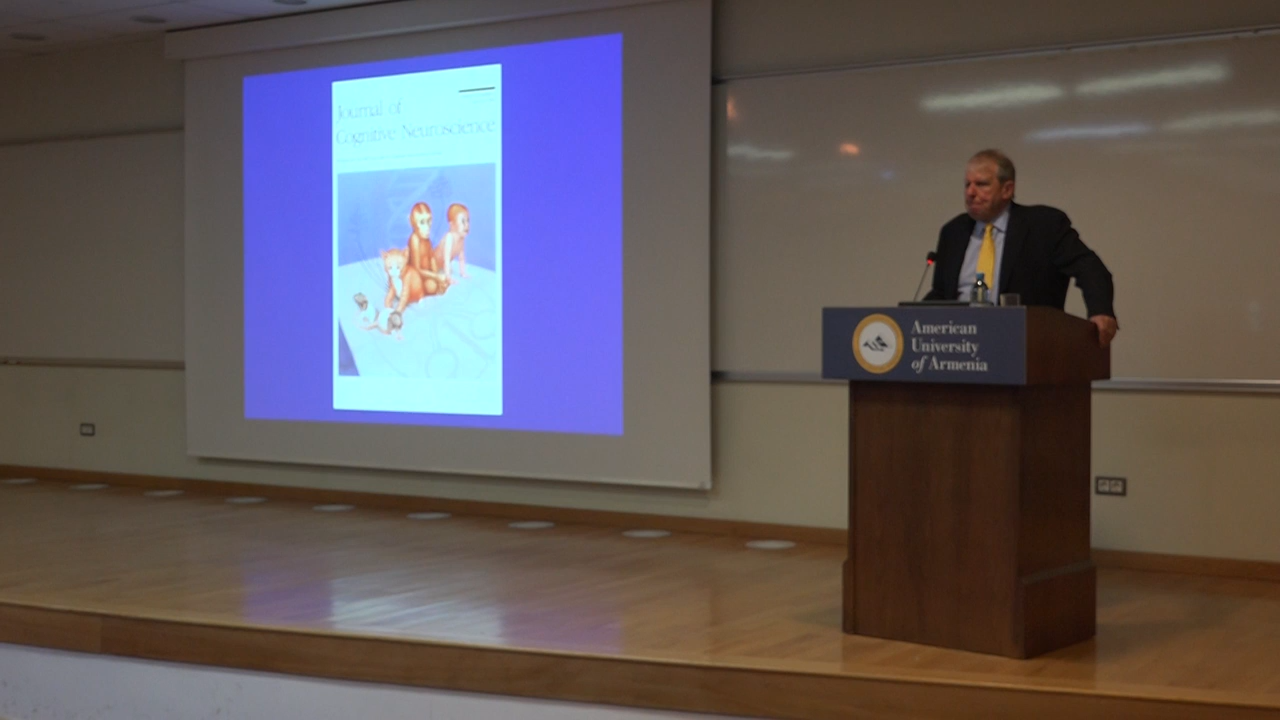 Journal of
Cognitive Neuroscience
American
University
of Armenia